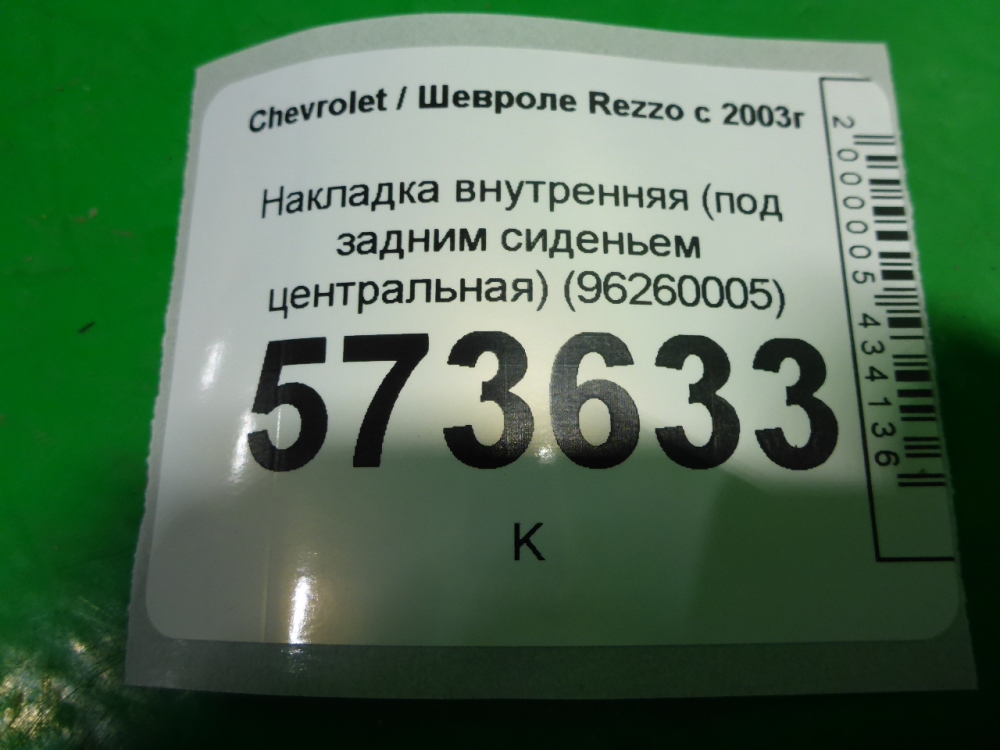 Chevrolet / Шевроле Rezzo с 2003г
Накладка внутренняя (под
задним сиденьем
центральная) (96260005)
573633
К
2000005434136